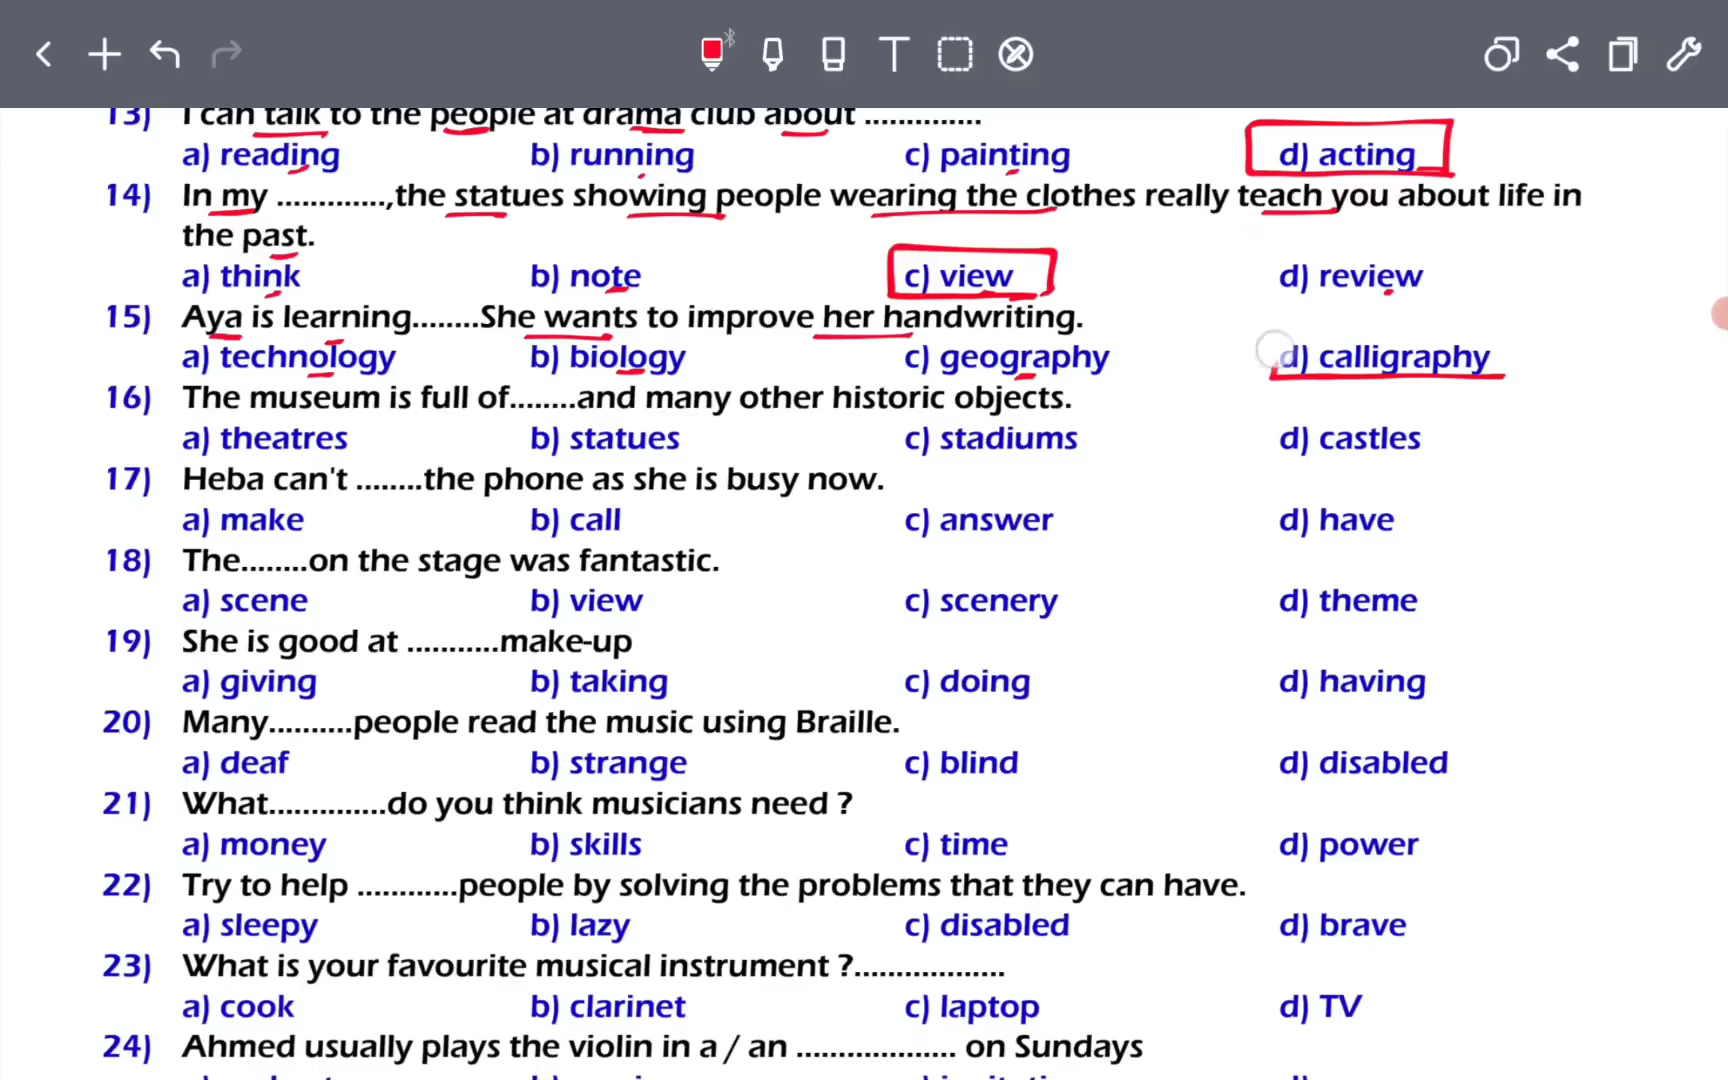 13) I can talk to the people at drama club about ..............
a) reading b) running c) painting d) acting
14) In my .............,the statues showing people wearing the clothes really teach you about life in
the past.
a) think b) note c) view d) review
15) Aya is learning........She wants to improve her handwriting.
a) technology b) biology c) geography d) calligraphy
16) The museum is full of........and many other historic objects.
a) theatres b) statues c) stadiums d) castles
17) Heba can't ........the phone as she is busy now.
a) make b) call c) answer d) have
18) The........on the stage was fantastic.
a) scene b) view c) scenery d) theme
19) She is good at ...........make-up
a) giving b) taking c) doing d) having
20) Many..........people read the music using Braille.
a) deaf b) strange c) blind d) disabled
21) What..............do you think musicians need ?
a) money b) skills c) time d) power
22) Try to help ............people by solving the problems that they can have.
a) sleepy b) lazy c) disabled d) brave
23) What is your favourite musical instrument ?..................
a) cook b) clarinet c) laptop d) TV
24) Ahmed usually plays the violin in a / an ................... on Sundays